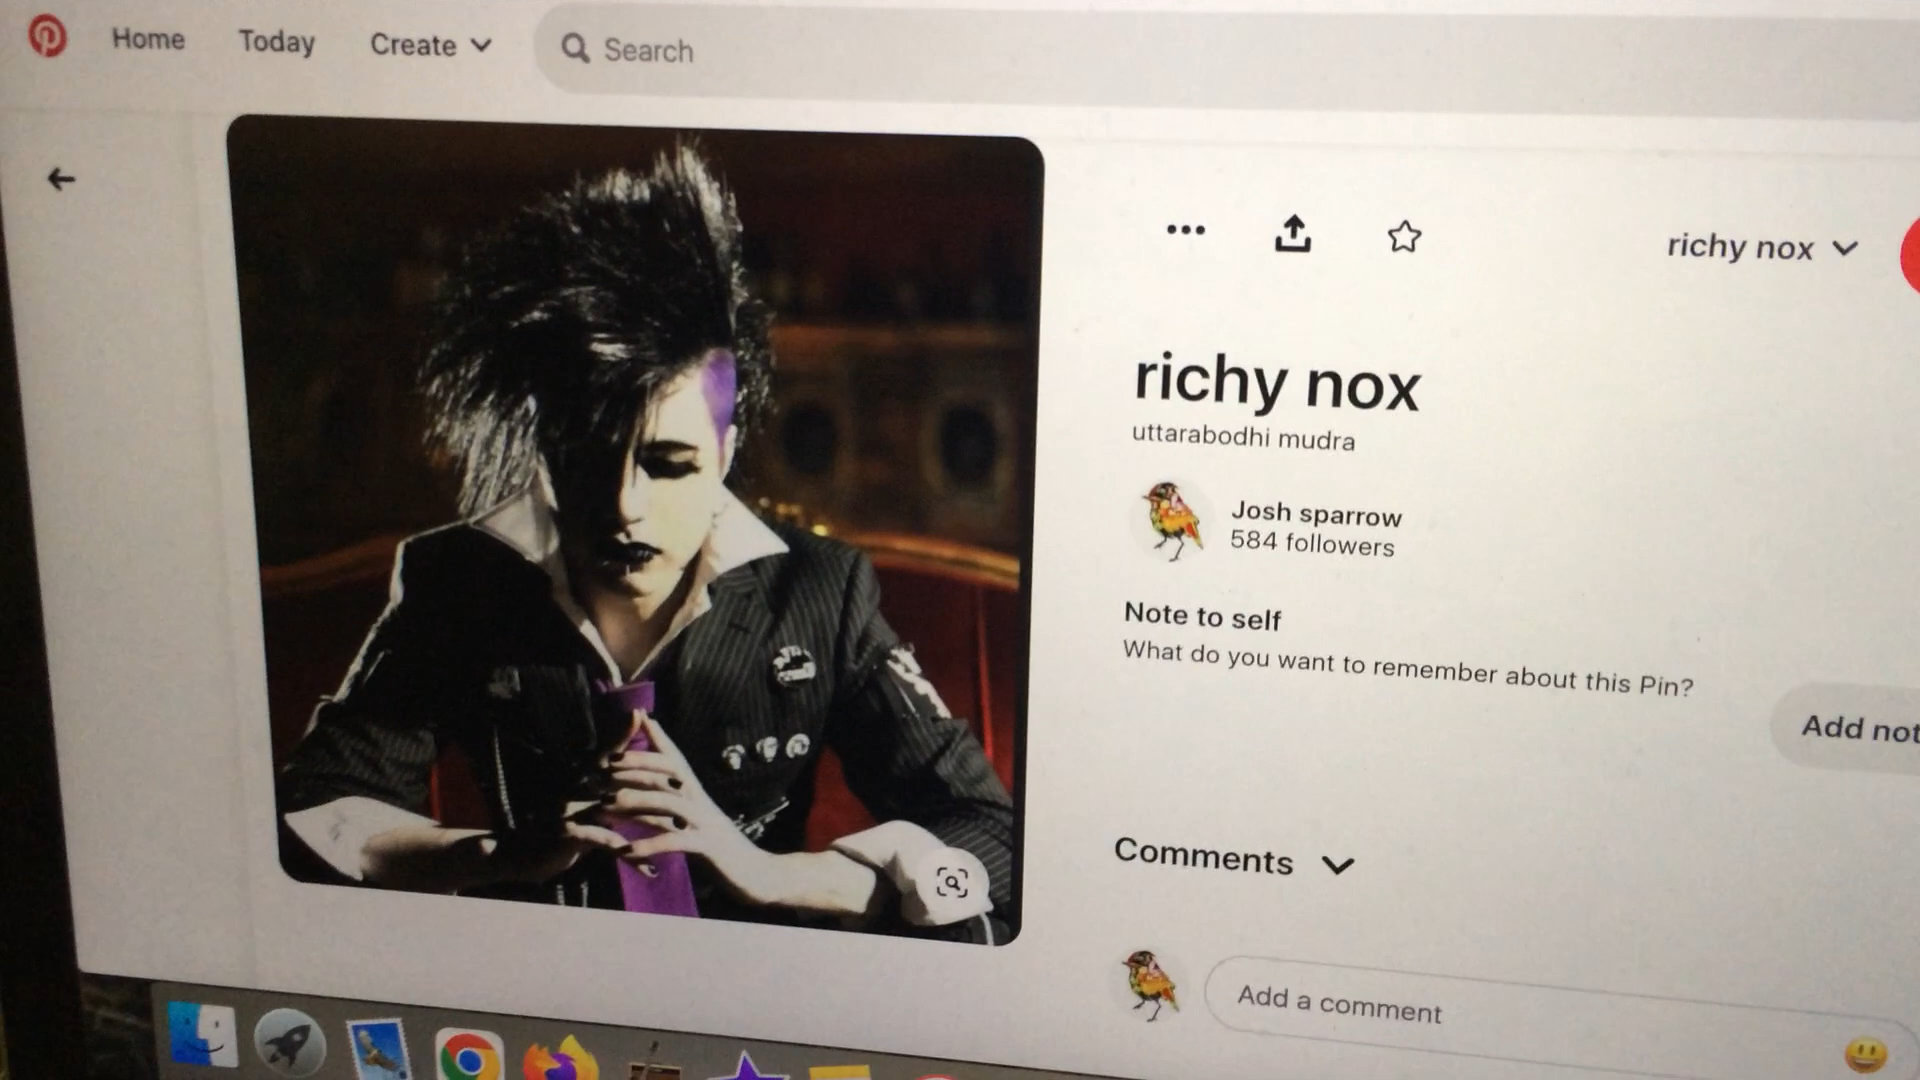 Home Today Create Search
richy nox
richy nox
uttarabodhi mudra
Josh sparrow
584 followers
Note to self
What do you want to remember about this Pin?
Add not
Comments
Add a comment